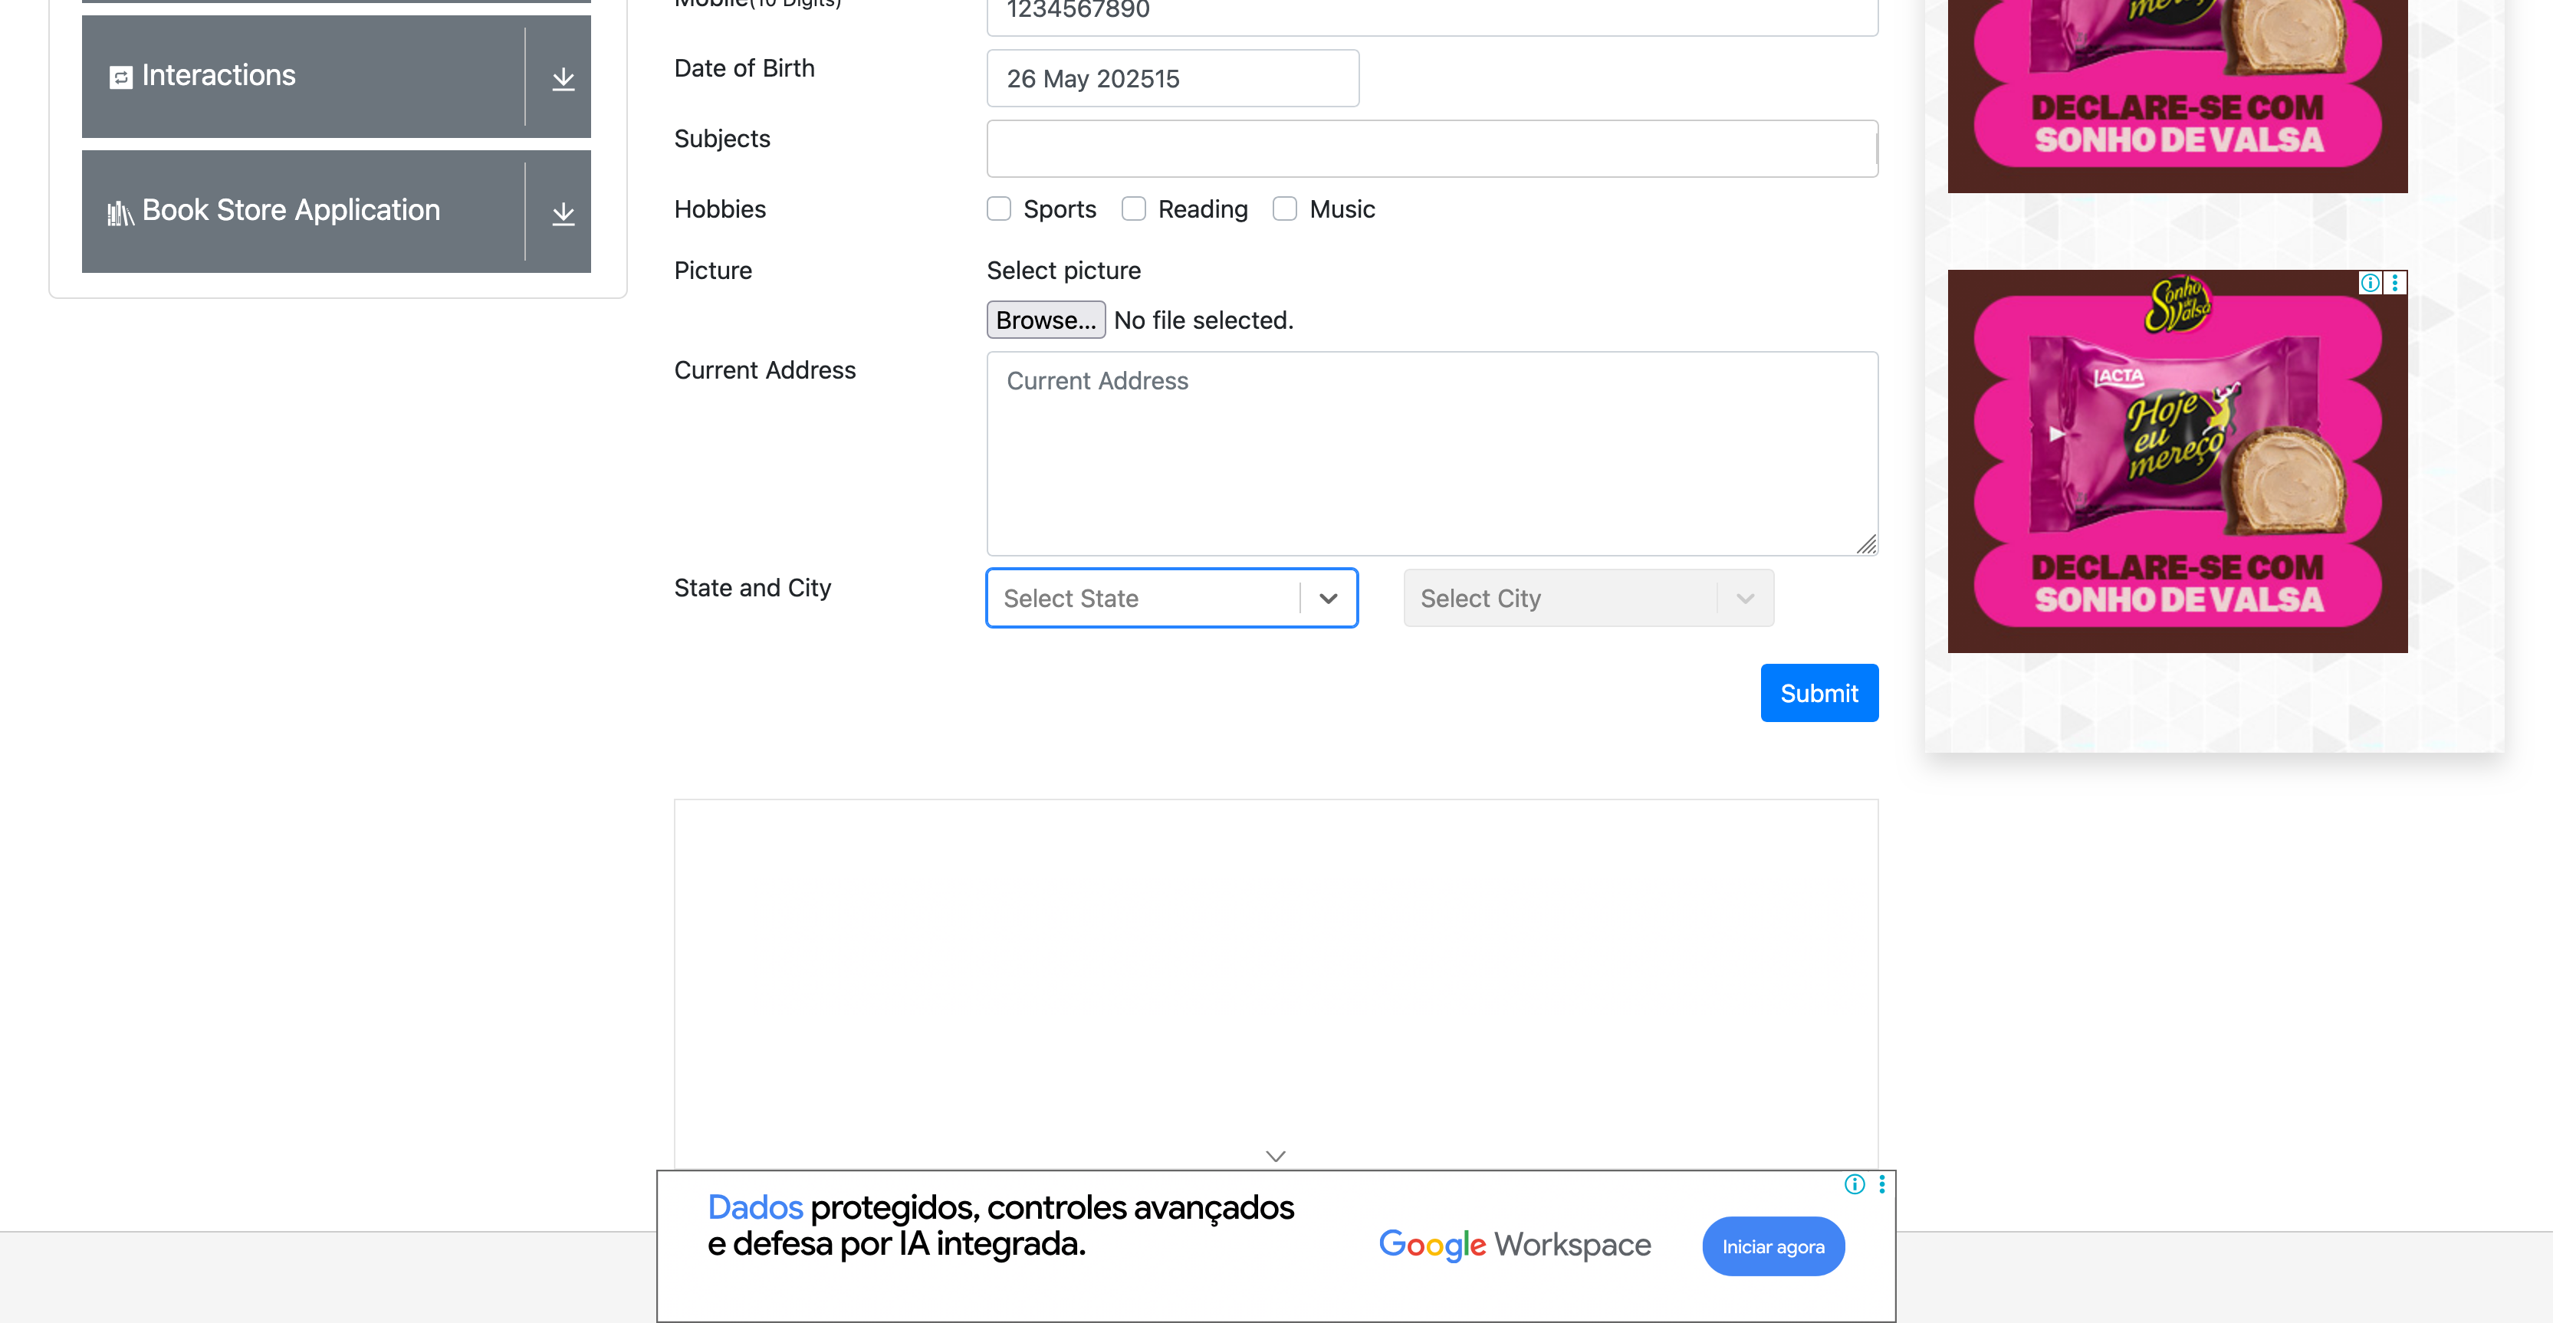 Interactions
Book Store Application
Mobile(10 Digits)
1234567890
Date of Birth
26 May 202515
Subjects
Hobbies
Sports
Reading
Music
Picture
Select picture
Browse...
No file selected.
Current Address
Current Address
State and City
Select State
Select City
Submit
mereço
DECLARE-SE COM
SONHO DE VALSA
Sonho
de
Valsa
LACTA
Hoje
eu
mereço
DECLARE-SE COM
SONHO DE VALSA
Dados protegidos, controles avançados
e defesa por IA integrada.
Google Workspace
Iniciar agora